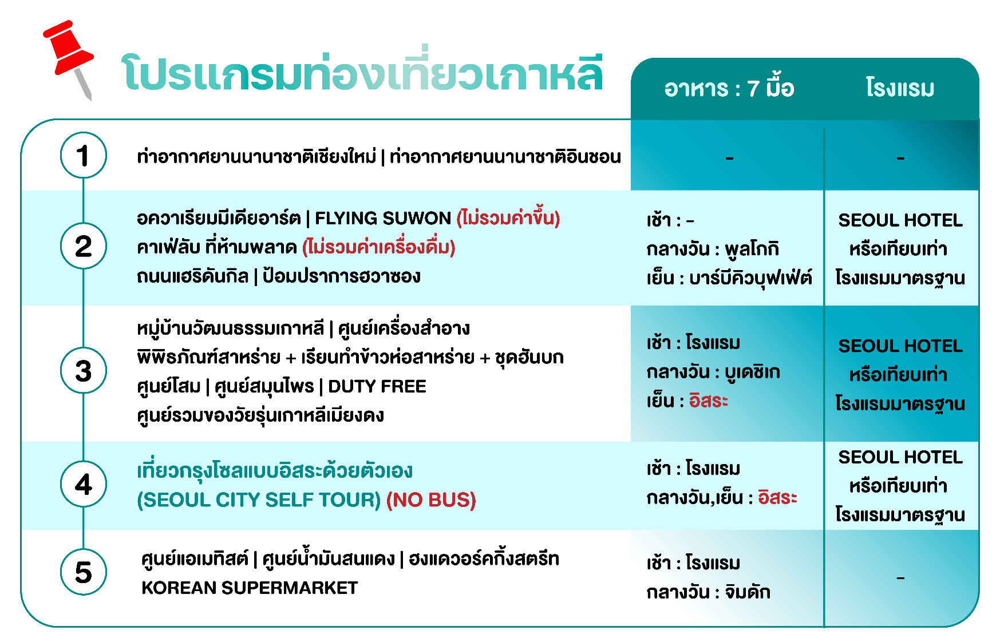 โปรแกรมท่องเที่ยวเกาหลี
อาหาร : 7 มื้อ
โรงแรม
1
ท่าอากาศยานนานาชาติเชียงใหม่ | ท่าอากาศยานนานาชาติอินชอน
-
-
2
อควาเรียมมีเดียอาร์ต | FLYING SUWON (ไม่รวมค่าขึ้น)
คาเฟ่ลับ ที่ห้ามพลาด (ไม่รวมค่าเครื่องดื่ม)
ถนนแฮริดันกิล | ป้อมปราการฮวาซอง
เช้า : -
กลางวัน : พูลโกกิ
เย็น : บาร์บีคิวบุฟเฟ่ต์
SEOUL HOTEL
หรือเทียบเท่า
โรงแรมมาตรฐาน
3
หมู่บ้านวัฒนธรรมเกาหลี | ศูนย์เครื่องสำอาง
พิพิธภัณฑ์สาหร่าย + เรียนทำข้าวห่อสาหร่าย + ชุดฮันบก
ศูนย์โสม | ศูนย์สมุนไพร | DUTY FREE
ศูนย์รวมของวัยรุ่นเกาหลีเมียงดง
เช้า : โรงแรม
กลางวัน : บูเดชิเก
เย็น : อิสระ
SEOUL HOTEL
หรือเทียบเท่า
โรงแรมมาตรฐาน
4
เที่ยวกรุงโซลแบบอิสระด้วยตัวเอง
(SEOUL CITY SELF TOUR) (NO BUS)
เช้า : โรงแรม
กลางวัน,เย็น : อิสระ
SEOUL HOTEL
หรือเทียบเท่า
โรงแรมมาตรฐาน
5
ศูนย์แอเมทิสต์ | ศูนย์น้ำมันสนแดง | ฮงแดวอร์คกิ้งสตรีท
KOREAN SUPERMARKET
เช้า : โรงแรม
กลางวัน : จิมดัก
-